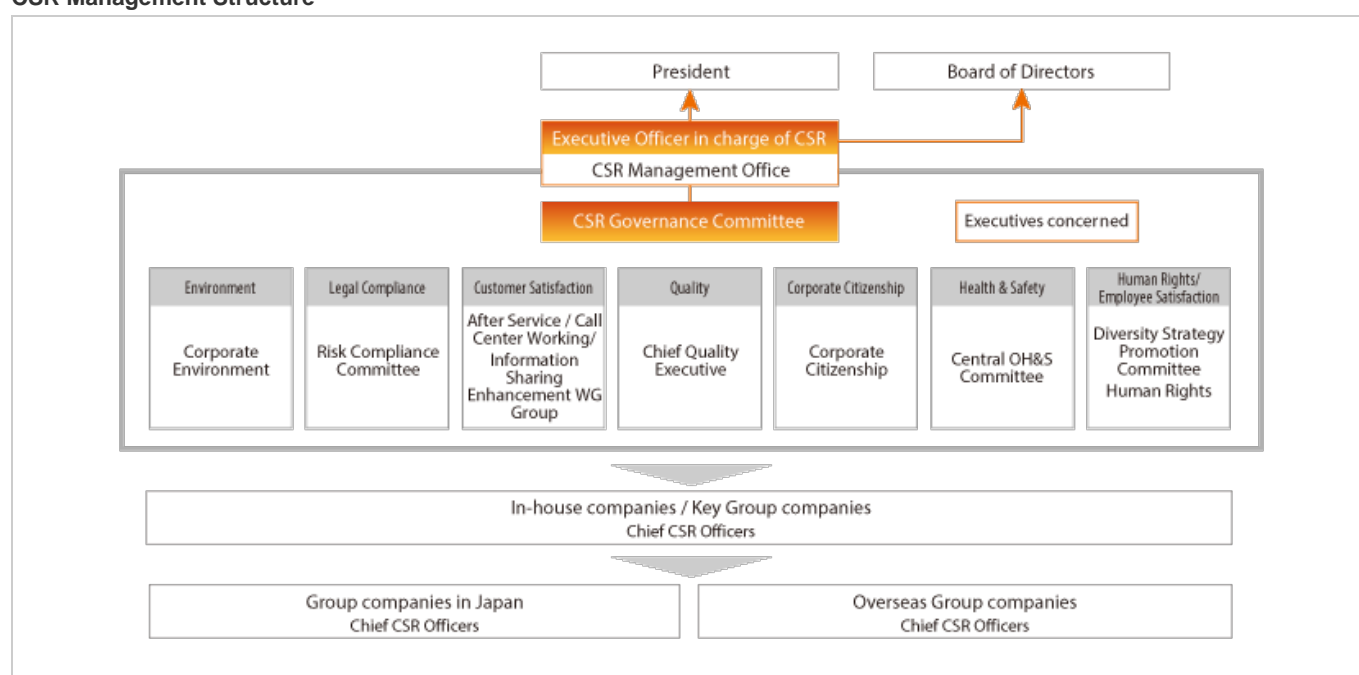 CSR Management Structure
President
Board of Directors
Executive Officer in charge of CSR
CSR Management Office
CSR Governance Committee
Executives concerned
Environment
Corporate
Environment
Legal Compliance
Risk Compliance
Committee
Customer Satisfaction
After Service / Call
Center Working/
Information
Sharing
Enhancement WG
Group
Quality
Chief Quality
Executive
Corporate Citizenship
Corporate
Citizenship
Health & Safety
Central OH&S
Committee
Human Rights/
Employee Satisfaction
Diversity Strategy
Promotion
Committee
Human Rights
In-house companies / Key Group companies
Chief CSR Officers
Group companies in Japan
Chief CSR Officers
Overseas Group companies
Chief CSR Officers